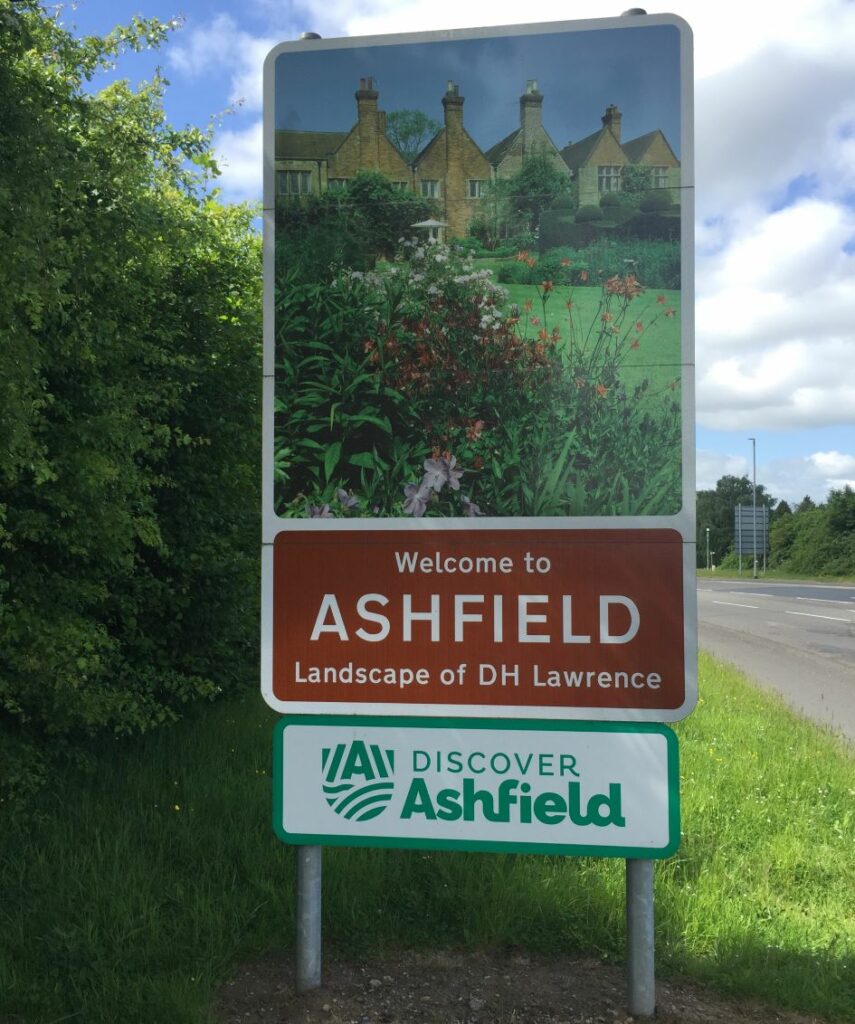 Welcome to
ASHFIELD
Landscape of DH Lawrence
DISCOVER
Ashfield